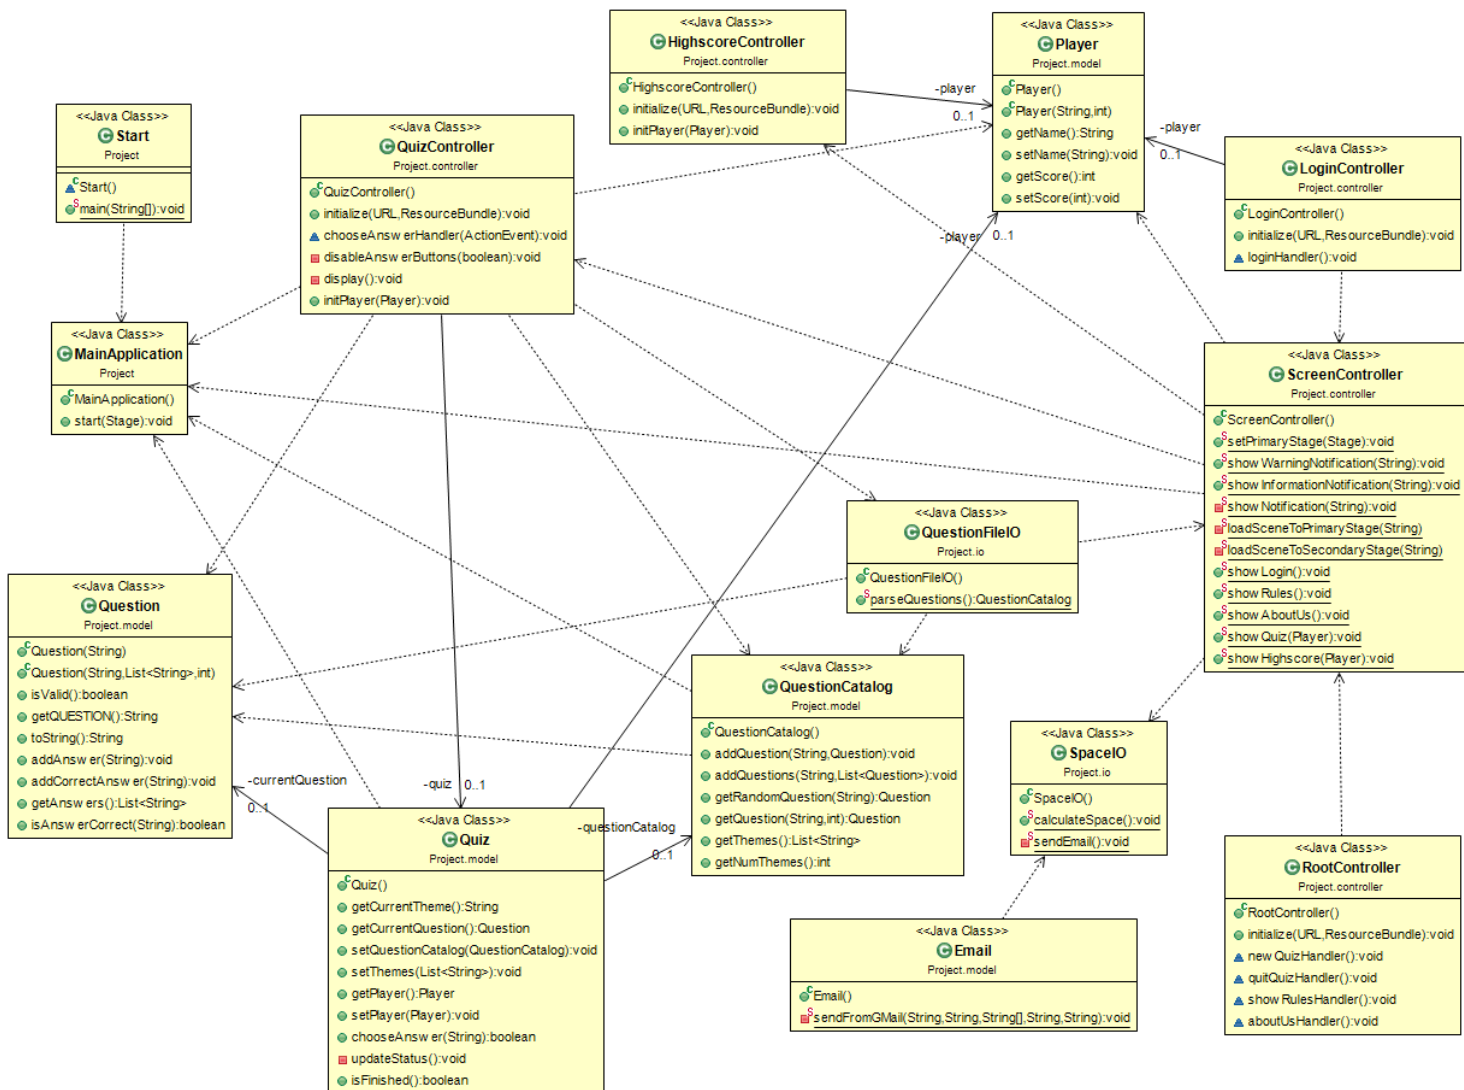 <<Java Class>>
HighscoreController
Project.controller
HighscoreController()
initialize(URL,ResourceBundle):void
initPlayer(Player):void
<<Java Class>>
Player
Project.model
Player()
Player(String,int)
getName():String
setName(String):void
getScore():int
setScore(int):void
-player
0..1
<<Java Class>>
Start
Project
Start()
main(String[]):void
<<Java Class>>
QuizController
Project.controller
QuizController()
initialize(URL,ResourceBundle):void
chooseAnswerHandler(ActionEvent):void
disableAnswerButtons(boolean):void
display():void
initPlayer(Player):void
-player
0..1
<<Java Class>>
LoginController
Project.controller
LoginController()
initialize(URL,ResourceBundle):void
loginHandler():void
-player
0..1
<<Java Class>>
MainApplication
Project
MainApplication()
start(Stage):void
<<Java Class>>
ScreenController
Project.controller
ScreenController()
setPrimaryStage(Stage):void
showWarningNotification(String):void
showInformationNotification(String):void
showNotification(String):void
loadSceneToPrimaryStage(String)
loadSceneToSecondaryStage(String)
showLogin():void
showRules():void
showAboutUs():void
showQuiz(Player):void
showHighscore(Player):void
<<Java Class>>
QuestionFileIO
Project.io
QuestionFileIO()
parseQuestions():QuestionCatalog
<<Java Class>>
Question
Project.model
Question(String)
Question(String,List<String>,int)
isValid():boolean
getQUESTION():String
toString():String
addAnswer(String):void
addCorrectAnswer(String):void
getAnswers():List<String>
isAnswerCorrect(String):boolean
-currentQuestion
0..1
-quiz
0..1
<<Java Class>>
QuestionCatalog
Project.model
QuestionCatalog()
addQuestion(String,Question):void
addQuestions(String,List<Question>):void
getRandomQuestion(String):Question
getQuestion(String,int):Question
getThemes():List<String>
getNumThemes():int
-questionCatalog
0..1
<<Java Class>>
SpaceIO
Project.io
SpaceIO()
calculateSpace():void
sendEmail():void
<<Java Class>>
Quiz
Project.model
Quiz()
getCurrentTheme():String
getCurrentQuestion():Question
setQuestionCatalog(QuestionCatalog):void
setThemes(List<String>):void
getPlayer():Player
setPlayer(Player):void
chooseAnswer(String):boolean
updateStatus():void
isFinished():boolean
<<Java Class>>
Email
Project.model
Email()
sendFromGMail(String,String,String[],String,String):void
<<Java Class>>
RootController
Project.controller
RootController()
initialize(URL,ResourceBundle):void
newQuizHandler():void
quitQuizHandler():void
showRulesHandler():void
aboutUsHandler():void